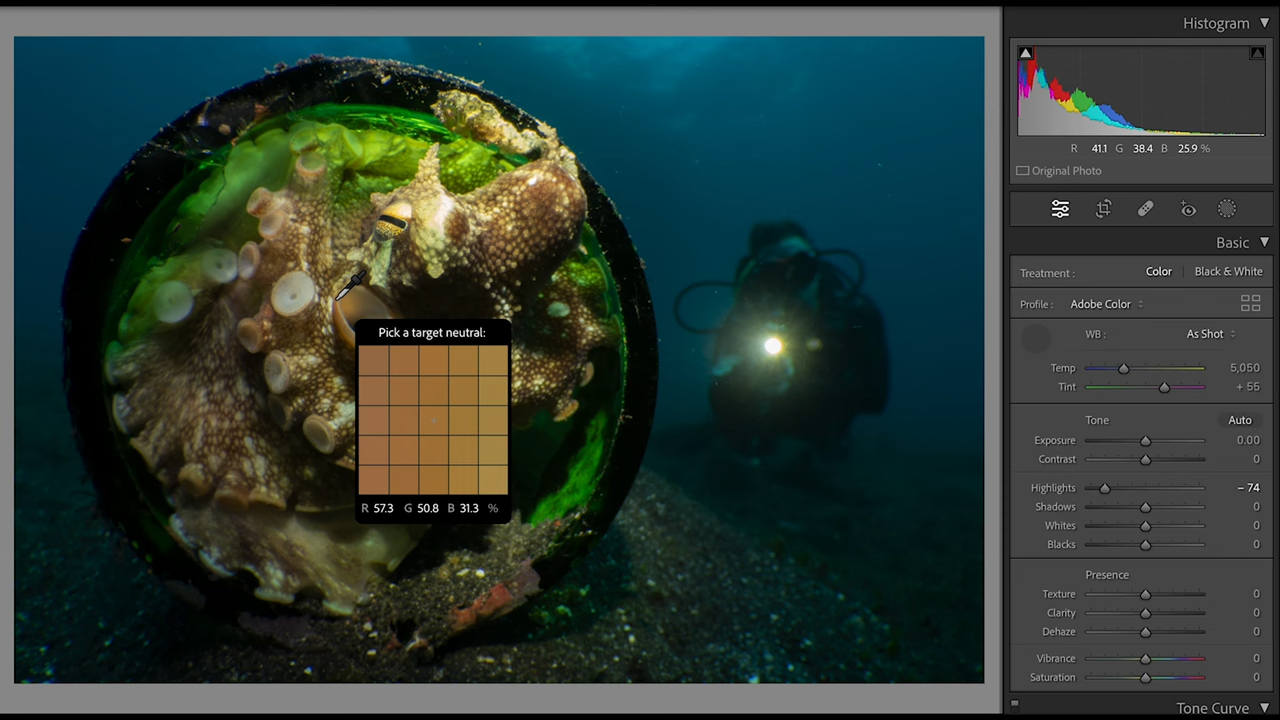 Histogram
R 41.1 G 38.4 B 25.9 %
Original Photo
Basic
Treatment : Color Black & White
Profile : Adobe Color
WB : As Shot
Temp 5,050
Tint + 55
Tone Auto
Exposure 0.00
Contrast 0
Highlights – 74
Shadows 0
Whites 0
Blacks 0
Presence
Texture 0
Clarity 0
Dehaze 0
Vibrance 0
Saturation 0
Tone Curve
Pick a target neutral:
R 57.3 G 50.8 B 31.3 %